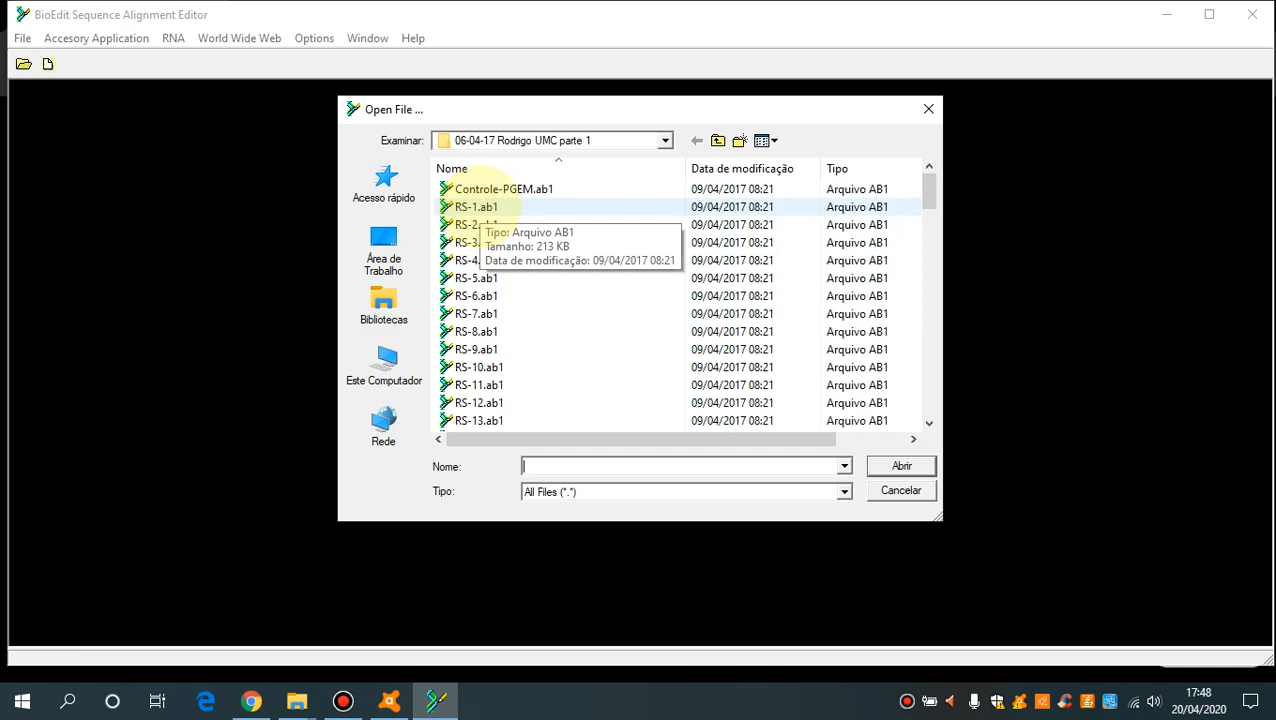 BioEdit Sequence Alignment Editor
File Accesory Application RNA World Wide Web Options Window Help
Open File ...
Examinar: 06-04-17 Rodrigo UMC parte 1
Nome Data de modificação Tipo
Controle-PGEM.ab1 09/04/2017 08:21 Arquivo AB1
RS-1.ab1 09/04/2017 08:21 Arquivo AB1
RS-2.ab1 09/04/2017 08:21 Arquivo AB1
RS-3. 09/04/2017 08:21 Arquivo AB1
RS-4. 09/04/2017 08:21 Arquivo AB1
RS-5.ab1 09/04/2017 08:21 Arquivo AB1
RS-6.ab1 09/04/2017 08:21 Arquivo AB1
RS-7.ab1 09/04/2017 08:21 Arquivo AB1
RS-8.ab1 09/04/2017 08:21 Arquivo AB1
RS-9.ab1 09/04/2017 08:21 Arquivo AB1
RS-10.ab1 09/04/2017 08:21 Arquivo AB1
RS-11.ab1 09/04/2017 08:21 Arquivo AB1
RS-12.ab1 09/04/2017 08:21 Arquivo AB1
RS-13.ab1 09/04/2017 08:21 Arquivo AB1
Tipo: Arquivo AB1
Tamanho: 213 KB
Data de modificação: 09/04/2017 08:21
Acesso rápido
Área de
Trabalho
Bibliotecas
Este Computador
Rede
Nome: Abrir
Tipo: All Files (*.*) Cancelar
17:48
20/04/2020